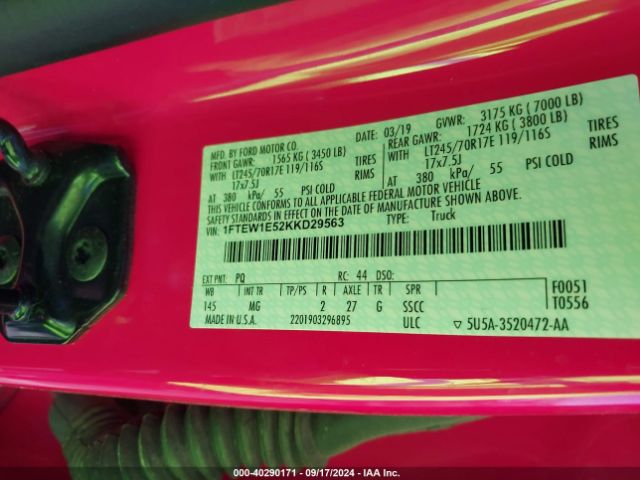 MFD. BY FORD MOTOR CO.
DATE: 03/19 GVWR: 3175 KG ( 7000 LB)
FRONT GAWR: 1565 KG ( 3450 LB) REAR GAWR: 1724 KG ( 3800 LB)
WITH LT245/70R17E 119/116S TIRES WITH LT245/70R17E 119/116S TIRES
17x7.5J RIMS 17x7.5J RIMS
AT 380 kPa/ 55 PSI COLD AT 380 kPa/ 55 PSI COLD
THIS VEHICLE CONFORMS TO ALL APPLICABLE FEDERAL MOTOR VEHICLE
SAFETY STANDARDS IN EFFECT ON THE DATE OF MANUFACTURE SHOWN ABOVE.
VIN: 1FTEW1E52KKD29563 TYPE: Truck
EXT PNT: PQ RC: 44 DSO: F0051
WB INT TR TP/PS R AXLE TR SPR T0556
145 MG 2 27 G SSCC
MADE IN U.S.A. 2201903296895 ULC ▽ 5U5A-3520472-AA
000-40290171 - 09/17/2024 - IAA Inc.